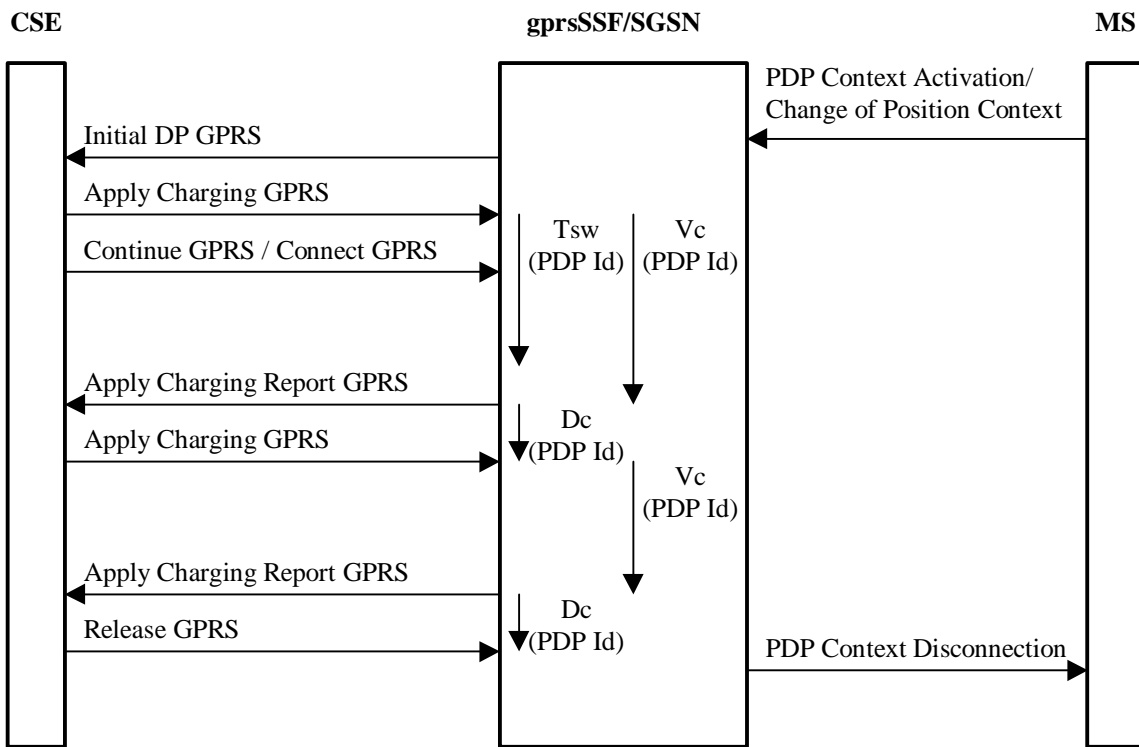 CSE
gprsSSF/SGSN
MS
PDP Context Activation/
Change of Position Context
Initial DP GPRS
Apply Charging GPRS
Tsw
(PDP Id)
Vc
(PDP Id)
Continue GPRS / Connect GPRS
Apply Charging Report GPRS
Dc
(PDP Id)
Apply Charging GPRS
Vc
(PDP Id)
Apply Charging Report GPRS
Dc
(PDP Id)
Release GPRS
PDP Context Disconnection